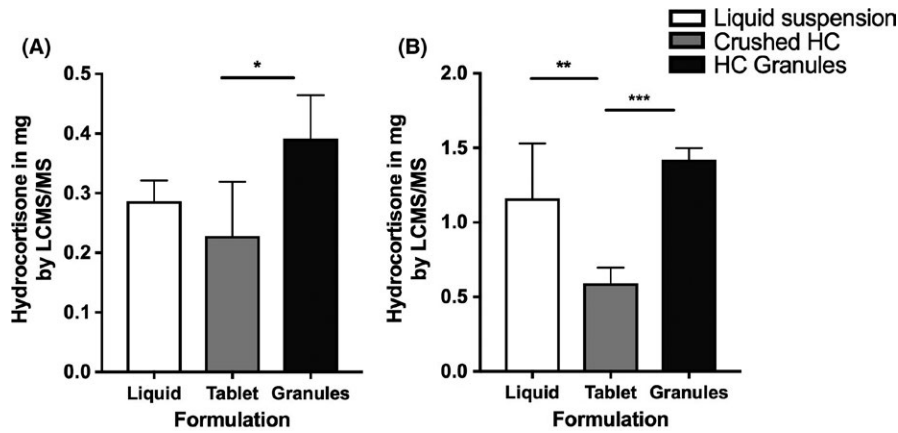 Liquid suspension
Crushed HC
HC Granules
(A)
Hydrocortisone in mg
by LCMS/MS
0.5
0.4
0.3
0.2
0.1
0.0
*
Liquid Tablet Granules
Formulation
(B)
Hydrocortisone in mg
by LCMS/MS
2.0
1.5
1.0
0.5
0.0
**
***
Liquid Tablet Granules
Formulation